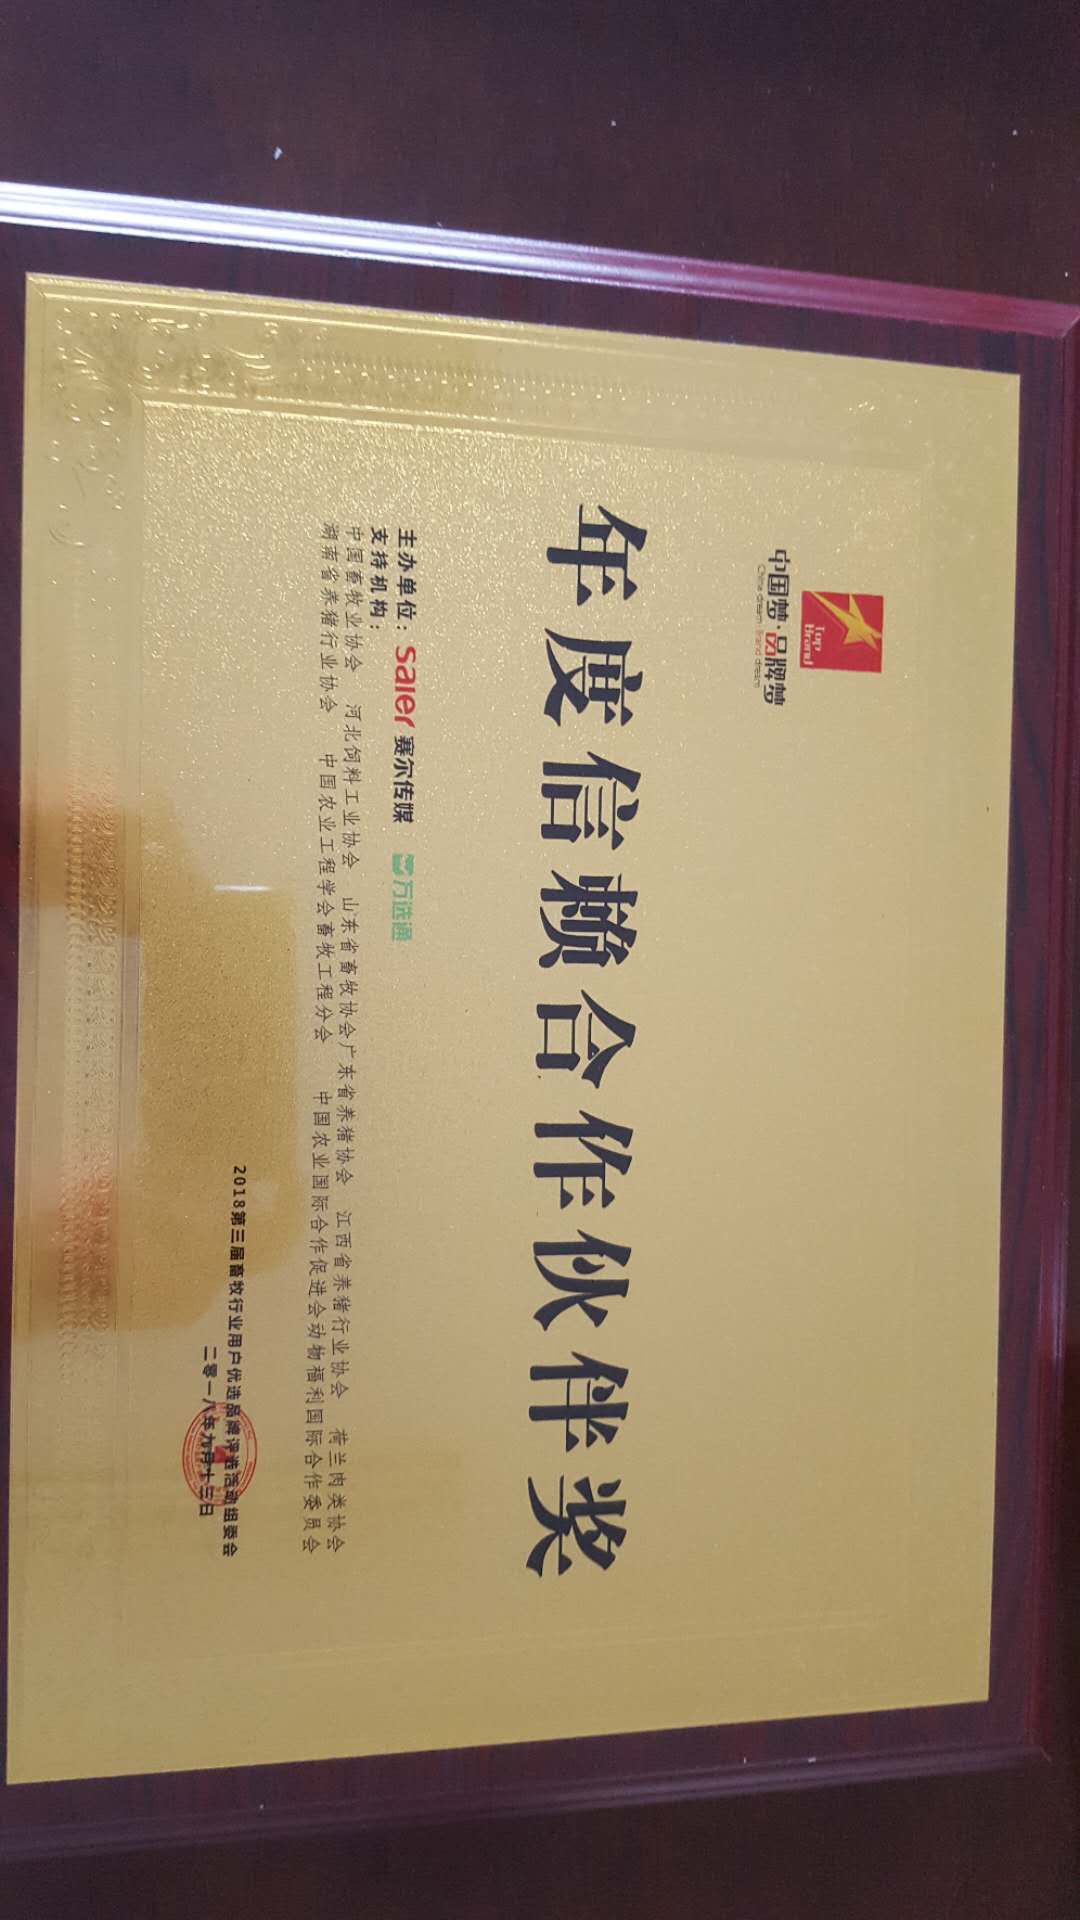 Top
Brand
中国梦·品牌梦
China dream Brand dream
年度信赖合作伙伴奖
主办单位：Saler 赛尔传媒 万选通
支持机构：
中国畜牧业协会 河北饲料工业协会 山东省畜牧协会广东省养猪协会 江西省养猪行业协会 荷兰肉类协会
湖南省养猪行业协会 中国农业工程学会畜牧工程分会 中国农业国际合作促进会动物福利国际合作委员会
2018第三届畜牧行业用户优选品牌评选活动组委会
二零一八年九月十三日